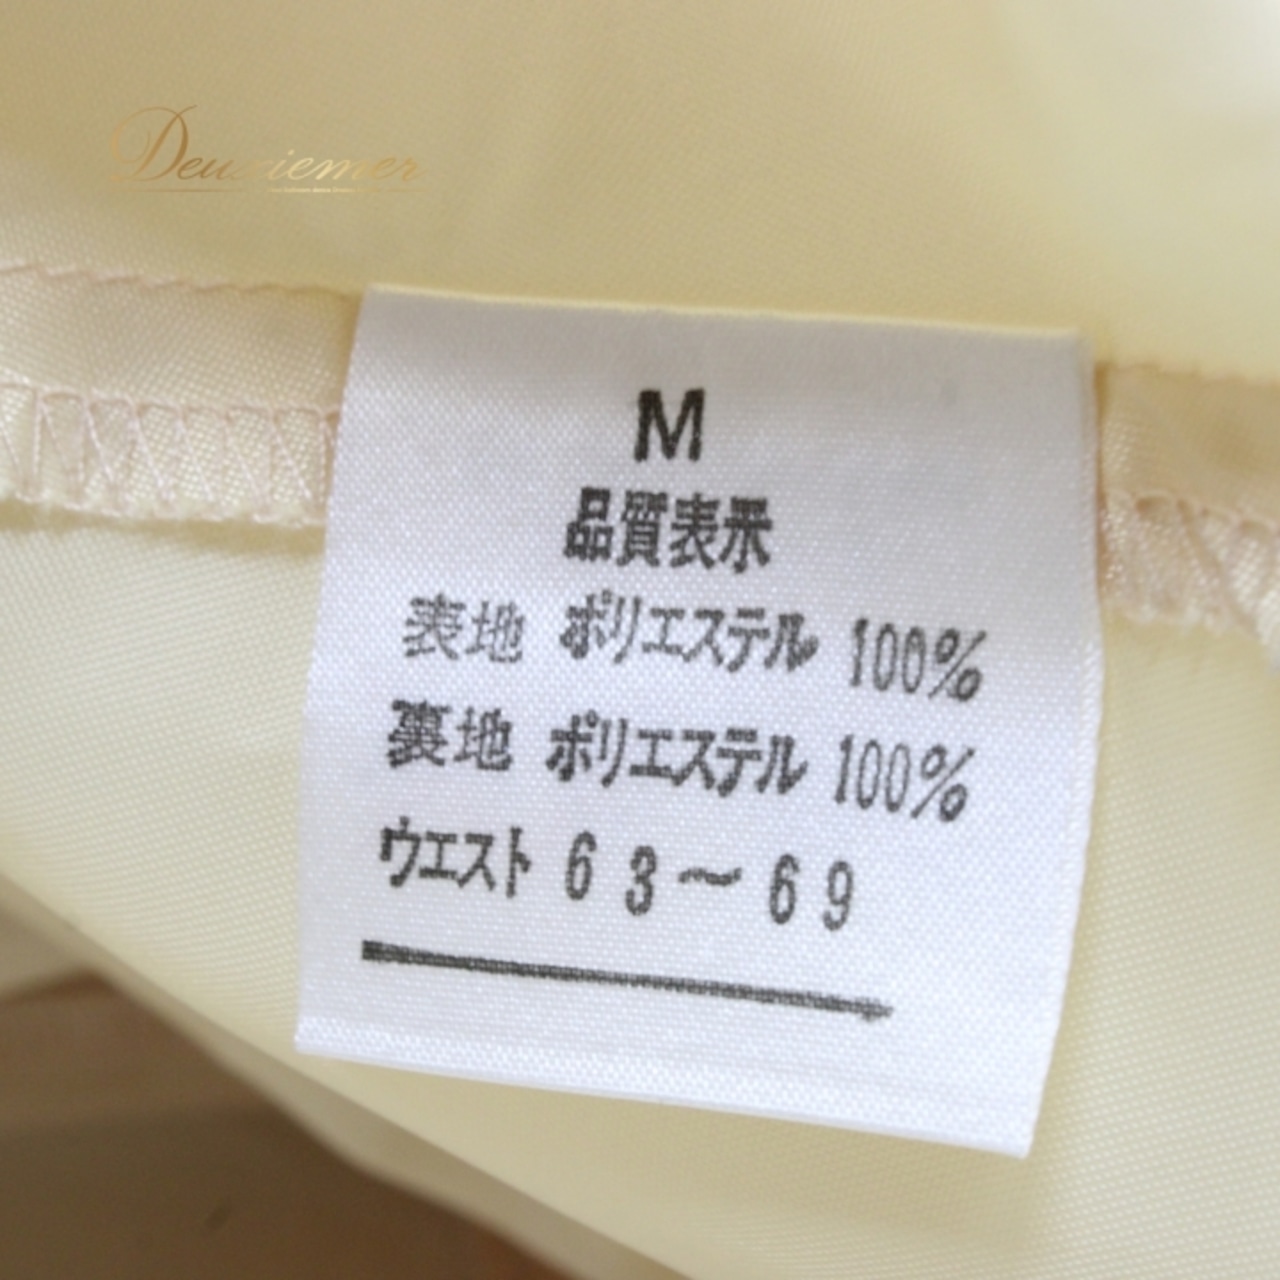 Deuxiemer
M
品質表示
表地 ポリエステル 100%
裏地 ポリエステル 100%
ウエスト 63〜69